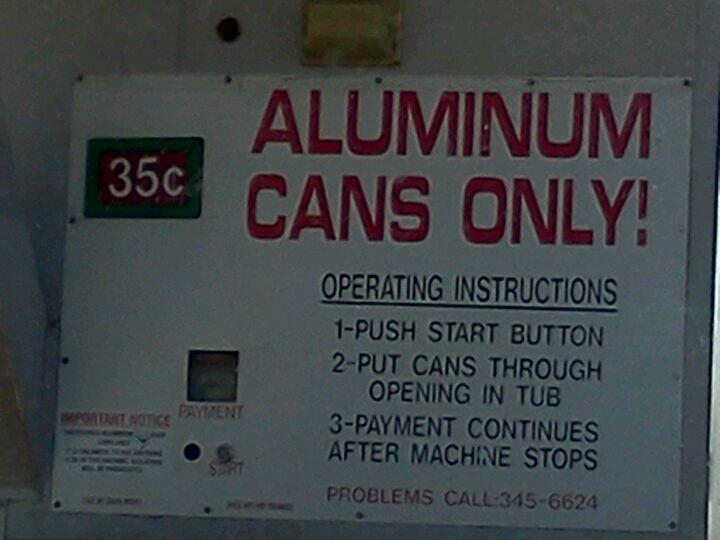 35¢
ALUMINUM
CANS ONLY!
OPERATING INSTRUCTIONS
1-PUSH START BUTTON
2-PUT CANS THROUGH
OPENING IN TUB
3-PAYMENT CONTINUES
AFTER MACHINE STOPS
PROBLEMS CALL:345-6624
PAYMENT
IMPORTANT NOTICE
START